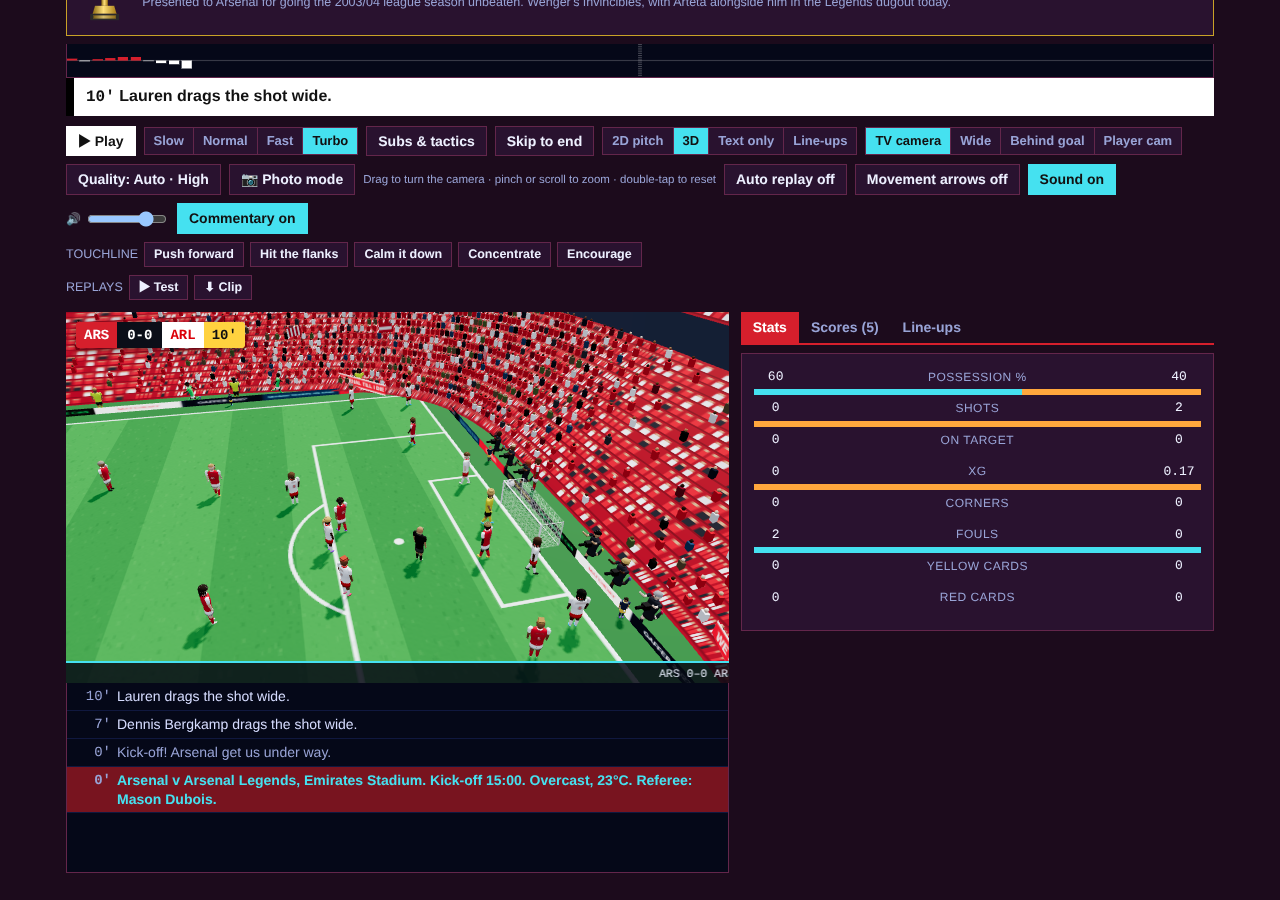 Presented to Arsenal for going the 2003/04 league season unbeaten. Wenger's Invincibles, with Arteta alongside him in the Legends dugout today.
10' Lauren drags the shot wide.
▶ Play Slow Normal Fast Turbo Subs & tactics Skip to end 2D pitch 3D Text only Line-ups TV camera Wide Behind goal Player cam
Quality: Auto · High 📷 Photo mode Drag to turn the camera · pinch or scroll to zoom · double-tap to reset Auto replay off Movement arrows off Sound on
🔊 Commentary on
TOUCHLINE Push forward Hit the flanks Calm it down Concentrate Encourage
REPLAYS ▶ Test ⬇ Clip
ARS 0-0 ARL 10'
ARS 0-0 AR
10' Lauren drags the shot wide.
7' Dennis Bergkamp drags the shot wide.
0' Kick-off! Arsenal get us under way.
0' Arsenal v Arsenal Legends, Emirates Stadium. Kick-off 15:00. Overcast, 23°C. Referee:
Mason Dubois.
Stats Scores (5) Line-ups
60 POSSESSION % 40
0 SHOTS 2
0 ON TARGET 0
0 XG 0.17
0 CORNERS 0
2 FOULS 0
0 YELLOW CARDS 0
0 RED CARDS 0